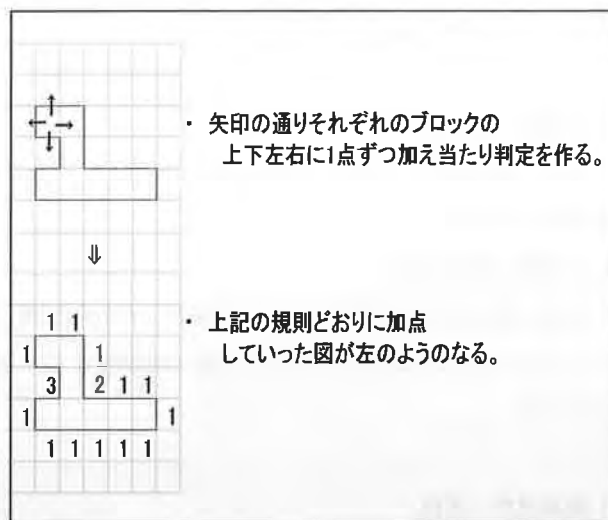 ・ 矢印の通りそれぞれのブロックの
上下左右に1点ずつ加え当たり判定を作る。
⇓
・ 上記の規則どおりに加点
していった図が左のようのなる。
1 1
1 1
3 2 1 1
1 1
1 1 1 1 1